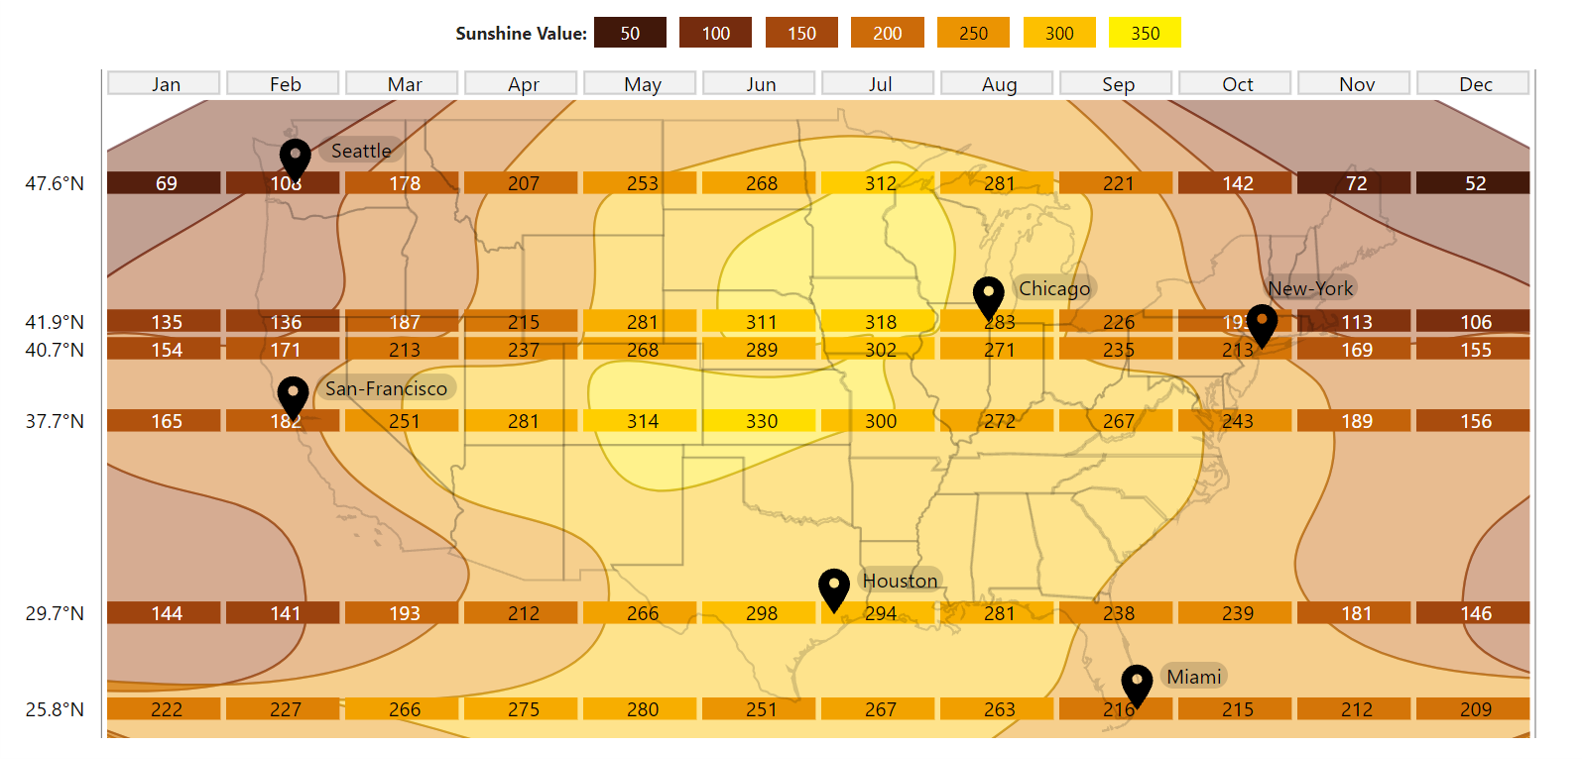 Sunshine Value: 50 100 150 200 250 300 350
Jan Feb Mar Apr May Jun Jul Aug Sep Oct Nov Dec
Seattle
47.6°N 69 108 178 207 253 268 312 281 221 142 72 52
Chicago
New-York
41.9°N 135 136 187 215 281 311 318 283 226 193 113 106
40.7°N 154 171 213 237 268 289 302 271 235 213 169 155
San-Francisco
37.7°N 165 182 251 281 314 330 300 272 267 243 189 156
Houston
29.7°N 144 141 193 212 266 298 294 281 238 239 181 146
Miami
25.8°N 222 227 266 275 280 251 267 263 216 215 212 209